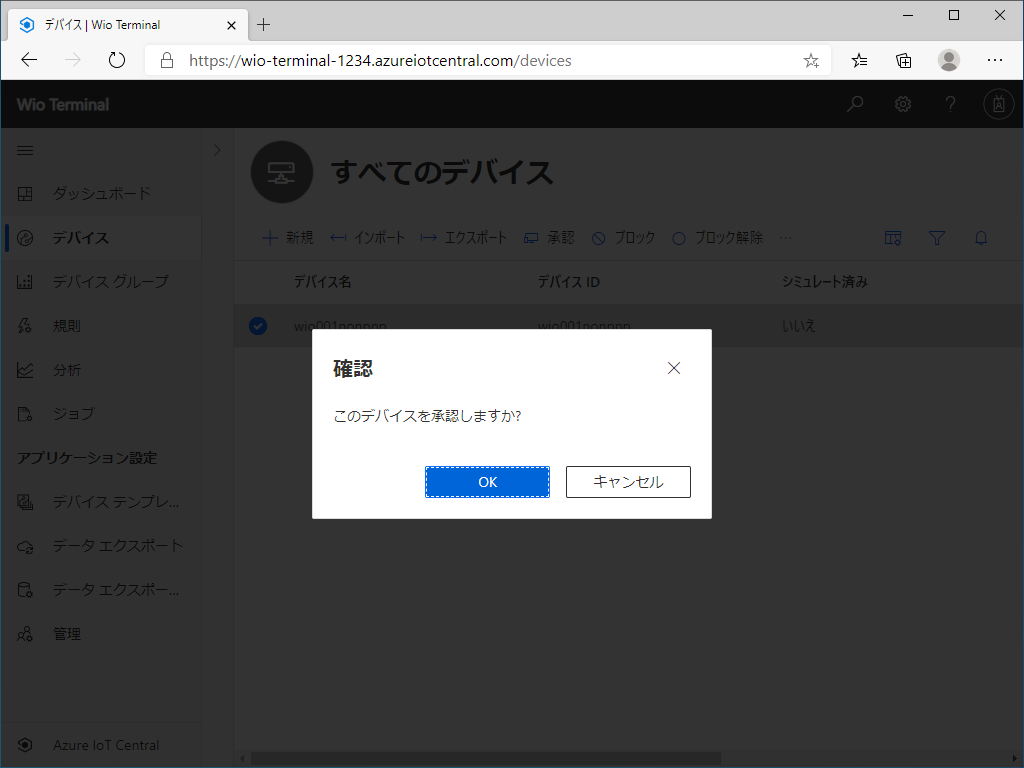 デバイス | Wio Terminal
https://wio-terminal-1234.azureiotcentral.com/devices
Wio Terminal
すべてのデバイス
ダッシュボード
デバイス
新規 インポート エクスポート 承認 ブロック ブロック解除 ...
デバイス グループ
デバイス名 デバイス ID シミュレート済み
規則
wio001nonnnn wio001nonnnn いいえ
確認
このデバイスを承認しますか?
OK キャンセル
分析
ジョブ
アプリケーション設定
デバイス テンプレ...
データ エクスポート
データ エクスポー...
管理
Azure IoT Central